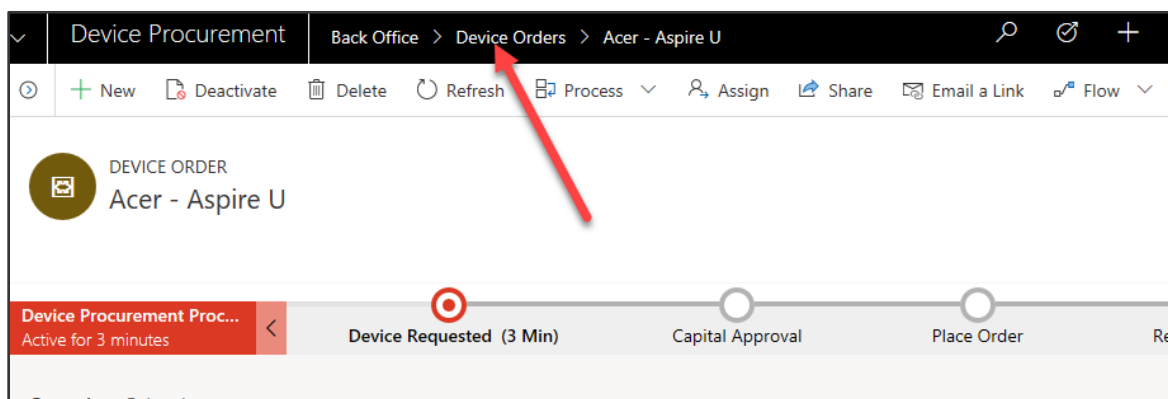 Device Procurement Back Office > Device Orders > Acer - Aspire U
New Deactivate Delete Refresh Process Assign Share Email a Link Flow
DEVICE ORDER
Acer - Aspire U
Device Procurement Proc...
Active for 3 minutes
Device Requested (3 Min) Capital Approval Place Order Re